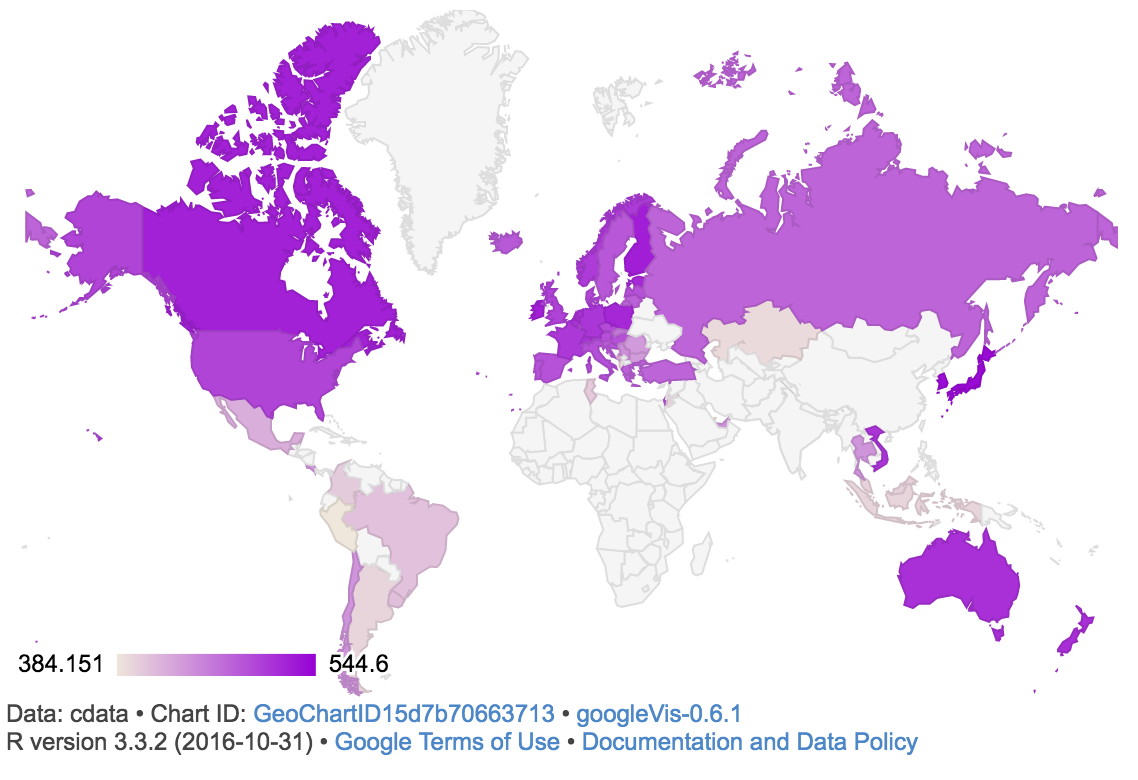 384.151 544.6
Data: cdata • Chart ID: GeoChartID15d7b70663713 • googleVis-0.6.1
R version 3.3.2 (2016-10-31) • Google Terms of Use • Documentation and Data Policy